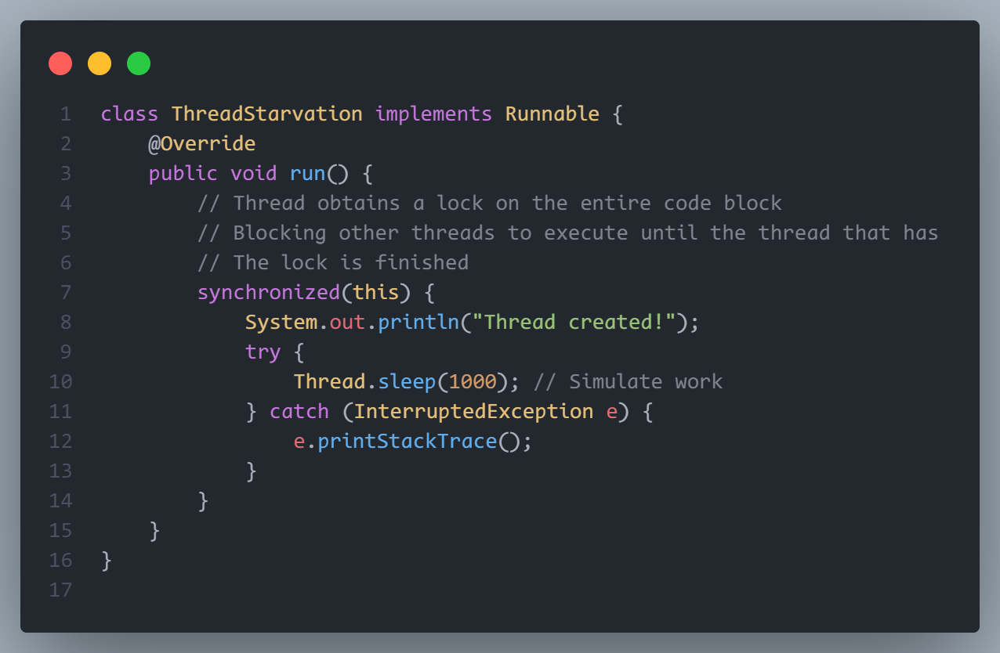 1 class ThreadStarvation implements Runnable {
2     @Override
3     public void run() {
4         // Thread obtains a lock on the entire code block
5         // Blocking other threads to execute until the thread that has
6         // The lock is finished
7         synchronized(this) {
8             System.out.println("Thread created!");
9             try {
10                 Thread.sleep(1000); // Simulate work
11             } catch (InterruptedException e) {
12                 e.printStackTrace();
13             }
14         }
15     }
16 }
17